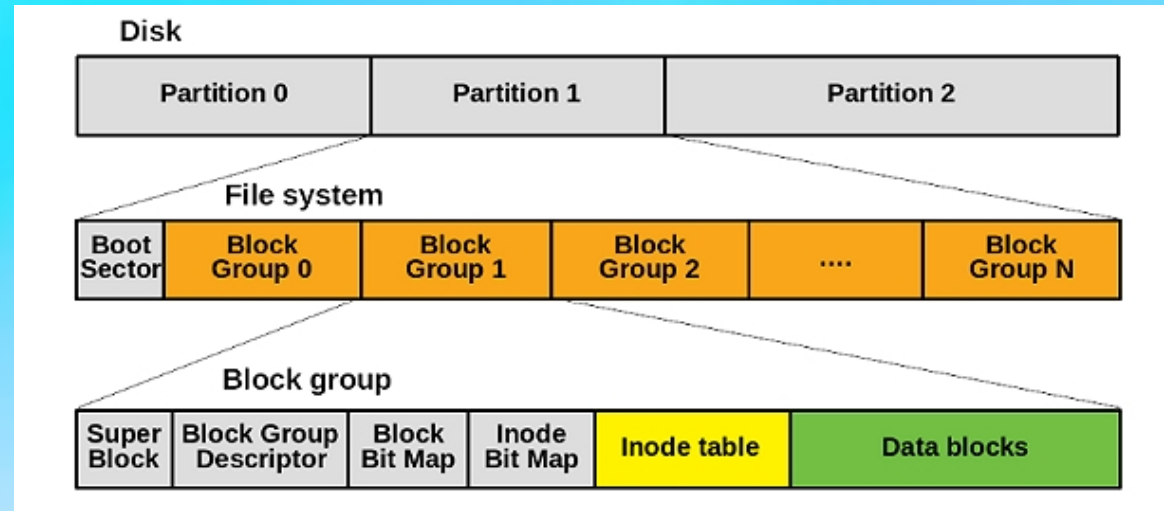 Disk
Partition 0
Partition 1
Partition 2
File system
Boot
Sector
Block
Group 0
Block
Group 1
Block
Group 2
....
Block
Group N
Block group
Super
Block
Block Group
Descriptor
Block
Bit Map
Inode
Bit Map
Inode table
Data blocks